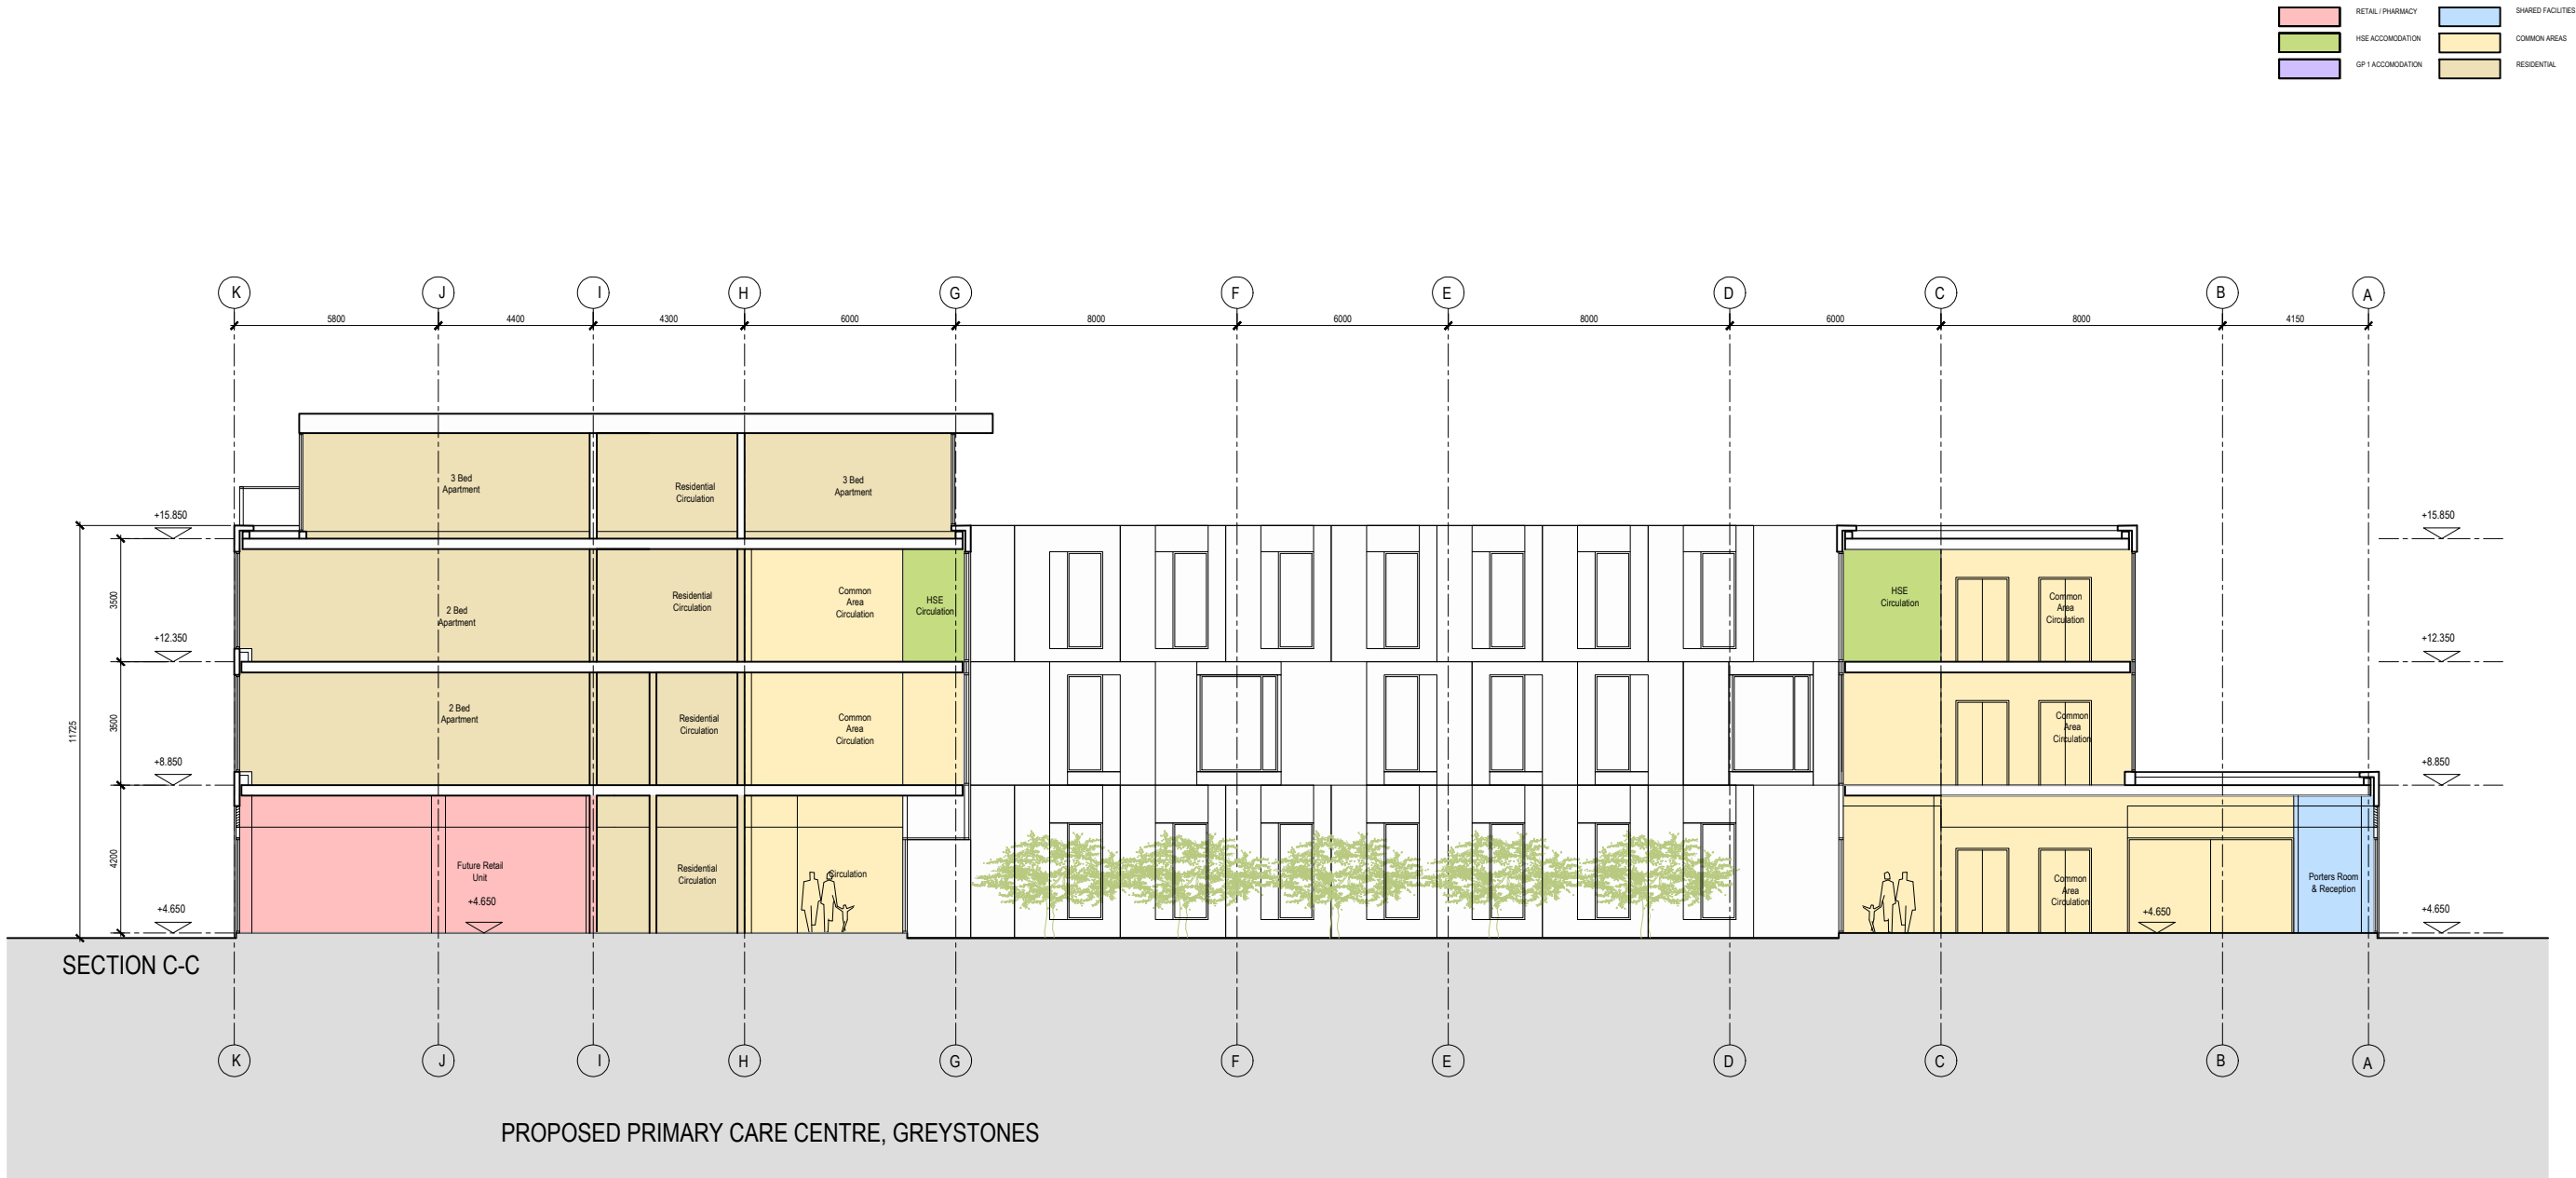 RETAIL / PHARMACY
SHARED FACILITIES
HSE ACCOMODATION
COMMON AREAS
GP 1 ACCOMODATION
RESIDENTIAL
K J I H G F E D C B A
5800 4400 4300 6000 8000 6000 8000 6000 8000 4150
3 Bed
Apartment
Residential
Circulation
3 Bed
Apartment
+15.850
+15.850
3500
2 Bed
Apartment
Residential
Circulation
Common
Area
Circulation
HSE
Circulation
HSE
Circulation
Common
Area
Circulation
+12.350
+12.350
11725
3500
2 Bed
Apartment
Residential
Circulation
Common
Area
Circulation
Common
Area
Circulation
+8.850
+8.850
4200
Future Retail
Unit
+4.650
Residential
Circulation
Circulation
Common
Area
Circulation
+4.650
Porters Room
& Reception
+4.650
+4.650
SECTION C-C
K J I H G F E D C B A
PROPOSED PRIMARY CARE CENTRE, GREYSTONES